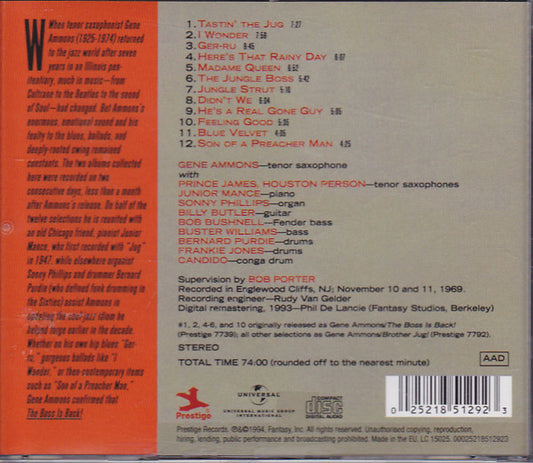 When tenor saxophonist Gene
Ammons (1925-1974) returned
to the jazz world after seven
years in an Illinois pen-
itentiary, much in music—from
Coltrane to the Beatles to the sound of
Soul—had changed. But Ammons's
enormous, emotional sound and his
fealty to the blues, ballads, and
deeply-rooted swing remained
constants. The two albums collected
here were recorded on two
consecutive days, less than a month
after Ammons's release. On half of the
twelve selections he is reunited with
an old Chicago friend, pianist Junior
Mance, who first recorded with "Jug"
in 1947, while elsewhere organist
Sonny Phillips and drummer Bernard
Purdie (who defined funk drumming
in the Sixties) assist Ammons in
updating the soul-jazz idiom he
helped forge earlier in the decade.
Whether on his own hip blues "Ger-
ru," gorgeous ballads like "I
Wonder," or then-contemporary items
such as "Son of a Preacher Man,"
Gene Ammons confirmed that
The Boss Is Back!
1. Tastin' the Jug 7:27
2. I Wonder 7:58
3. Ger-ru 8:45
4. Here's That Rainy Day 8:07
5. Madame Queen 8:52
6. The Jungle Boss 5:42
7. Jungle Strut 5:10
8. Didn't We 6:04
9. He's a Real Gone Guy 5:05
10. Feeling Good 5:35
11. Blue Velvet 4:05
12. Son of a Preacher Man 4:25
GENE AMMONS—tenor saxophone
with
PRINCE JAMES, HOUSTON PERSON—tenor saxophones
JUNIOR MANCE—piano
SONNY PHILLIPS—organ
BILLY BUTLER—guitar
BOB BUSHNELL—Fender bass
BUSTER WILLIAMS—bass
BERNARD PURDIE—drums
FRANKIE JONES—drums
CANDIDO—conga drum
Supervision by BOB PORTER
Recorded in Englewood Cliffs, NJ; November 10 and 11, 1969.
Recording engineer—Rudy Van Gelder
Digital remastering, 1993—Phil De Lancie (Fantasy Studios, Berkeley)
#1, 2, 4-6, and 10 originally released as Gene Ammons/The Boss Is Back!
(Prestige 7739); all other selections as Gene Ammons/Brother Jug! (Prestige 7792).
STEREO
TOTAL TIME 74:00 (rounded off to the nearest minute)
AAD
Prestige
UNIVERSAL
UNIVERSAL MUSIC GROUP
INTERNATIONAL
COMPACT
disc
DIGITAL AUDIO
0 25218 51292 3
Prestige Records, ℗&©1994, Fantasy, Inc. All rights reserved. Unauthorised copying, reproduction,
hiring, lending, public performance and broadcasting prohibited. Made in the EU. LC 15025. 00025218512923